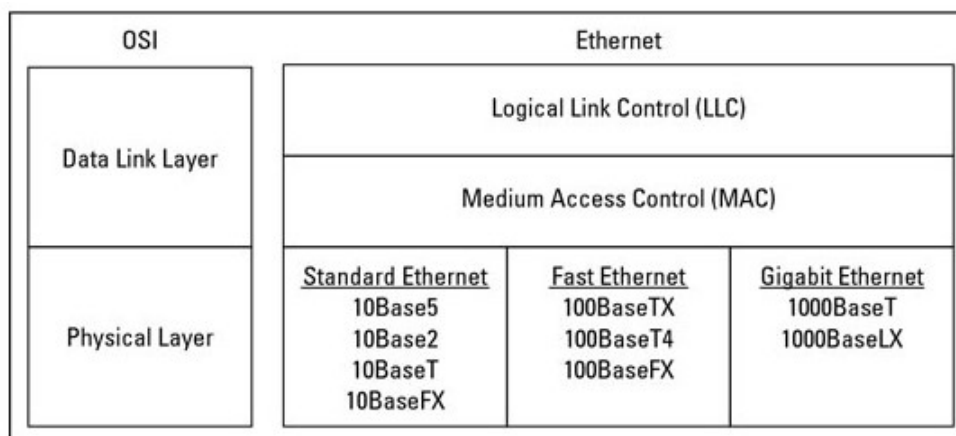 OSI
Ethernet
Data Link Layer
Logical Link Control (LLC)
Medium Access Control (MAC)
Physical Layer
Standard Ethernet
10Base5
10Base2
10BaseT
10BaseFX
Fast Ethernet
100BaseTX
100BaseT4
100BaseFX
Gigabit Ethernet
1000BaseT
1000BaseLX